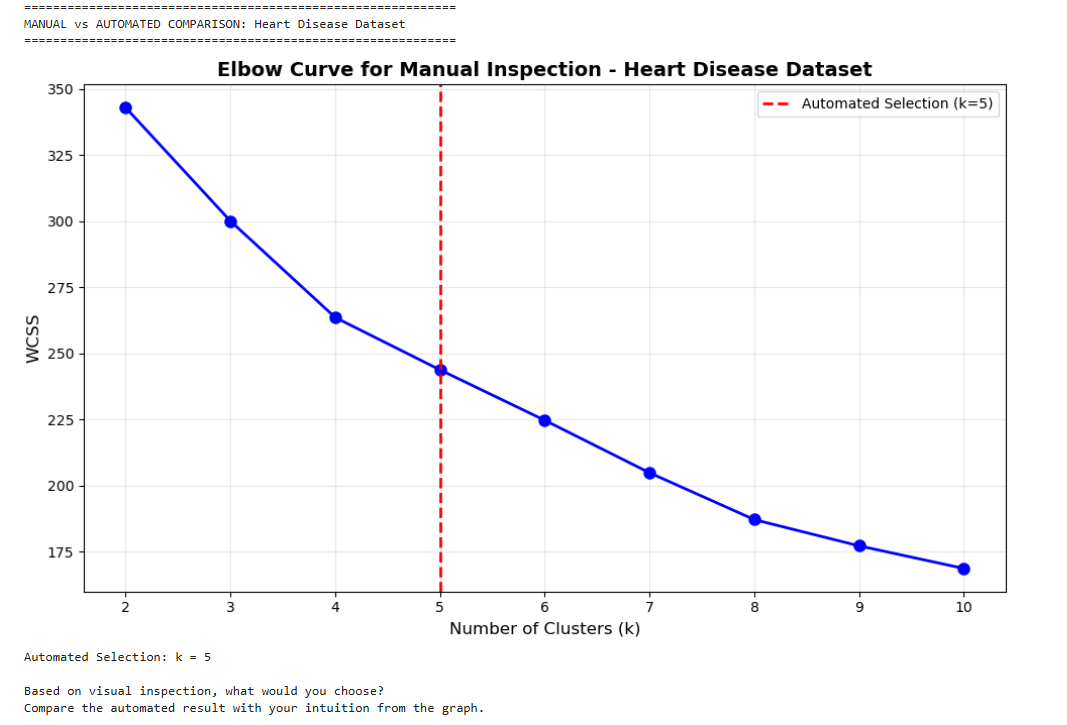 ============================================================
MANUAL vs AUTOMATED COMPARISON: Heart Disease Dataset
============================================================
Elbow Curve for Manual Inspection - Heart Disease Dataset
Automated Selection (k=5)
350
325
300
275
250
225
200
175
WCSS
2 3 4 5 6 7 8 9 10
Number of Clusters (k)
Automated Selection: k = 5
Based on visual inspection, what would you choose?
Compare the automated result with your intuition from the graph.